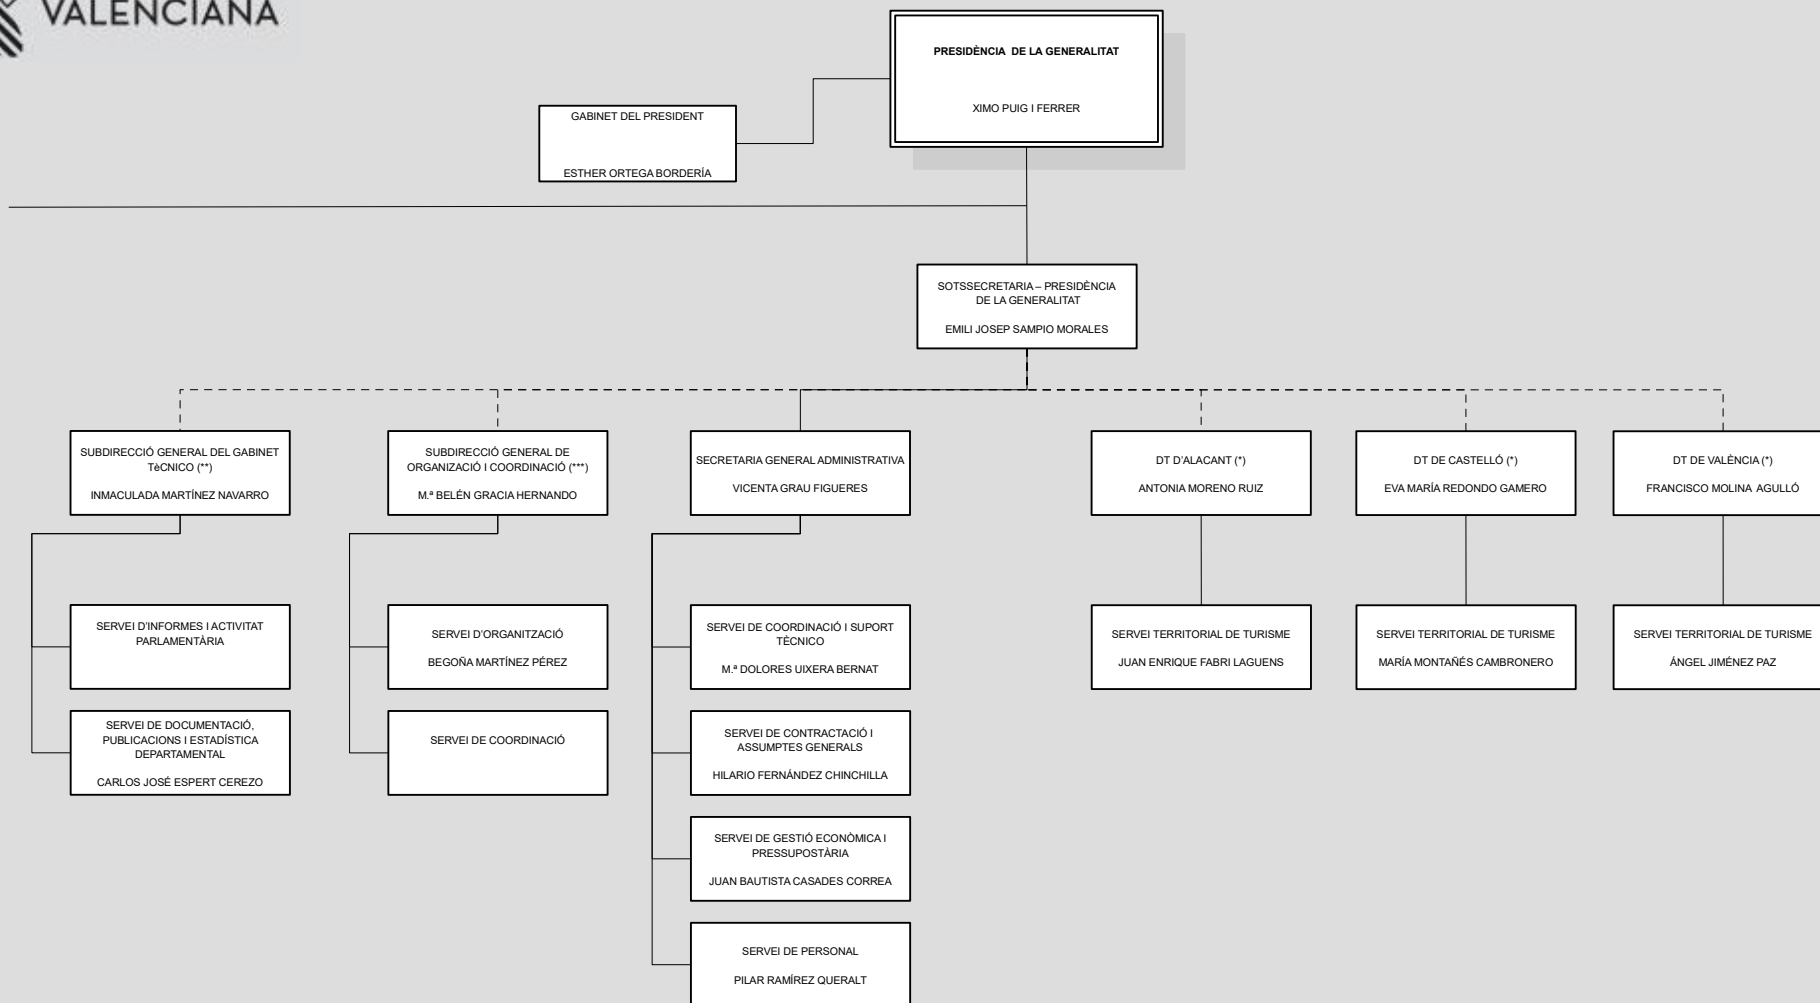 VALENCIANA
PRESIDÈNCIA DE LA GENERALITAT
XIMO PUIG I FERRER
GABINET DEL PRESIDENT
ESTHER ORTEGA BORDERÍA
SOTSSECRETARIA – PRESIDÈNCIA
DE LA GENERALITAT
EMILI JOSEP SAMPIO MORALES
SUBDIRECCIÓ GENERAL DEL GABINET
TèCNICO (**)
INMACULADA MARTÍNEZ NAVARRO
SUBDIRECCIÓ GENERAL DE
ORGANIZACIÓ I COORDINACIÓ (***)
M.ª BELÉN GRACIA HERNANDO
SECRETARIA GENERAL ADMINISTRATIVA
VICENTA GRAU FIGUERES
DT D'ALACANT (*)
ANTONIA MORENO RUIZ
DT DE CASTELLÓ (*)
EVA MARÍA REDONDO GAMERO
DT DE VALÈNCIA (*)
FRANCISCO MOLINA AGULLÓ
SERVEI D'INFORMES I ACTIVITAT
PARLAMENTÀRIA
SERVEI D'ORGANITZACIÓ
BEGOÑA MARTÍNEZ PÉREZ
SERVEI DE COORDINACIÓ I SUPORT
TÈCNICO
M.ª DOLORES UIXERA BERNAT
SERVEI TERRITORIAL DE TURISME
JUAN ENRIQUE FABRI LAGUENS
SERVEI TERRITORIAL DE TURISME
MARÍA MONTAÑÉS CAMBRONERO
SERVEI TERRITORIAL DE TURISME
ÁNGEL JIMÉNEZ PAZ
SERVEI DE DOCUMENTACIÓ,
PUBLICACIONS I ESTADÍSTICA
DEPARTAMENTAL
CARLOS JOSÉ ESPERT CEREZO
SERVEI DE COORDINACIÓ
SERVEI DE CONTRACTACIÓ I
ASSUMPTES GENERALS
HILARIO FERNÁNDEZ CHINCHILLA
SERVEI DE GESTIÓ ECONÒMICA I
PRESSUPOSTÀRIA
JUAN BAUTISTA CASADES CORREA
SERVEI DE PERSONAL
PILAR RAMÍREZ QUERALT